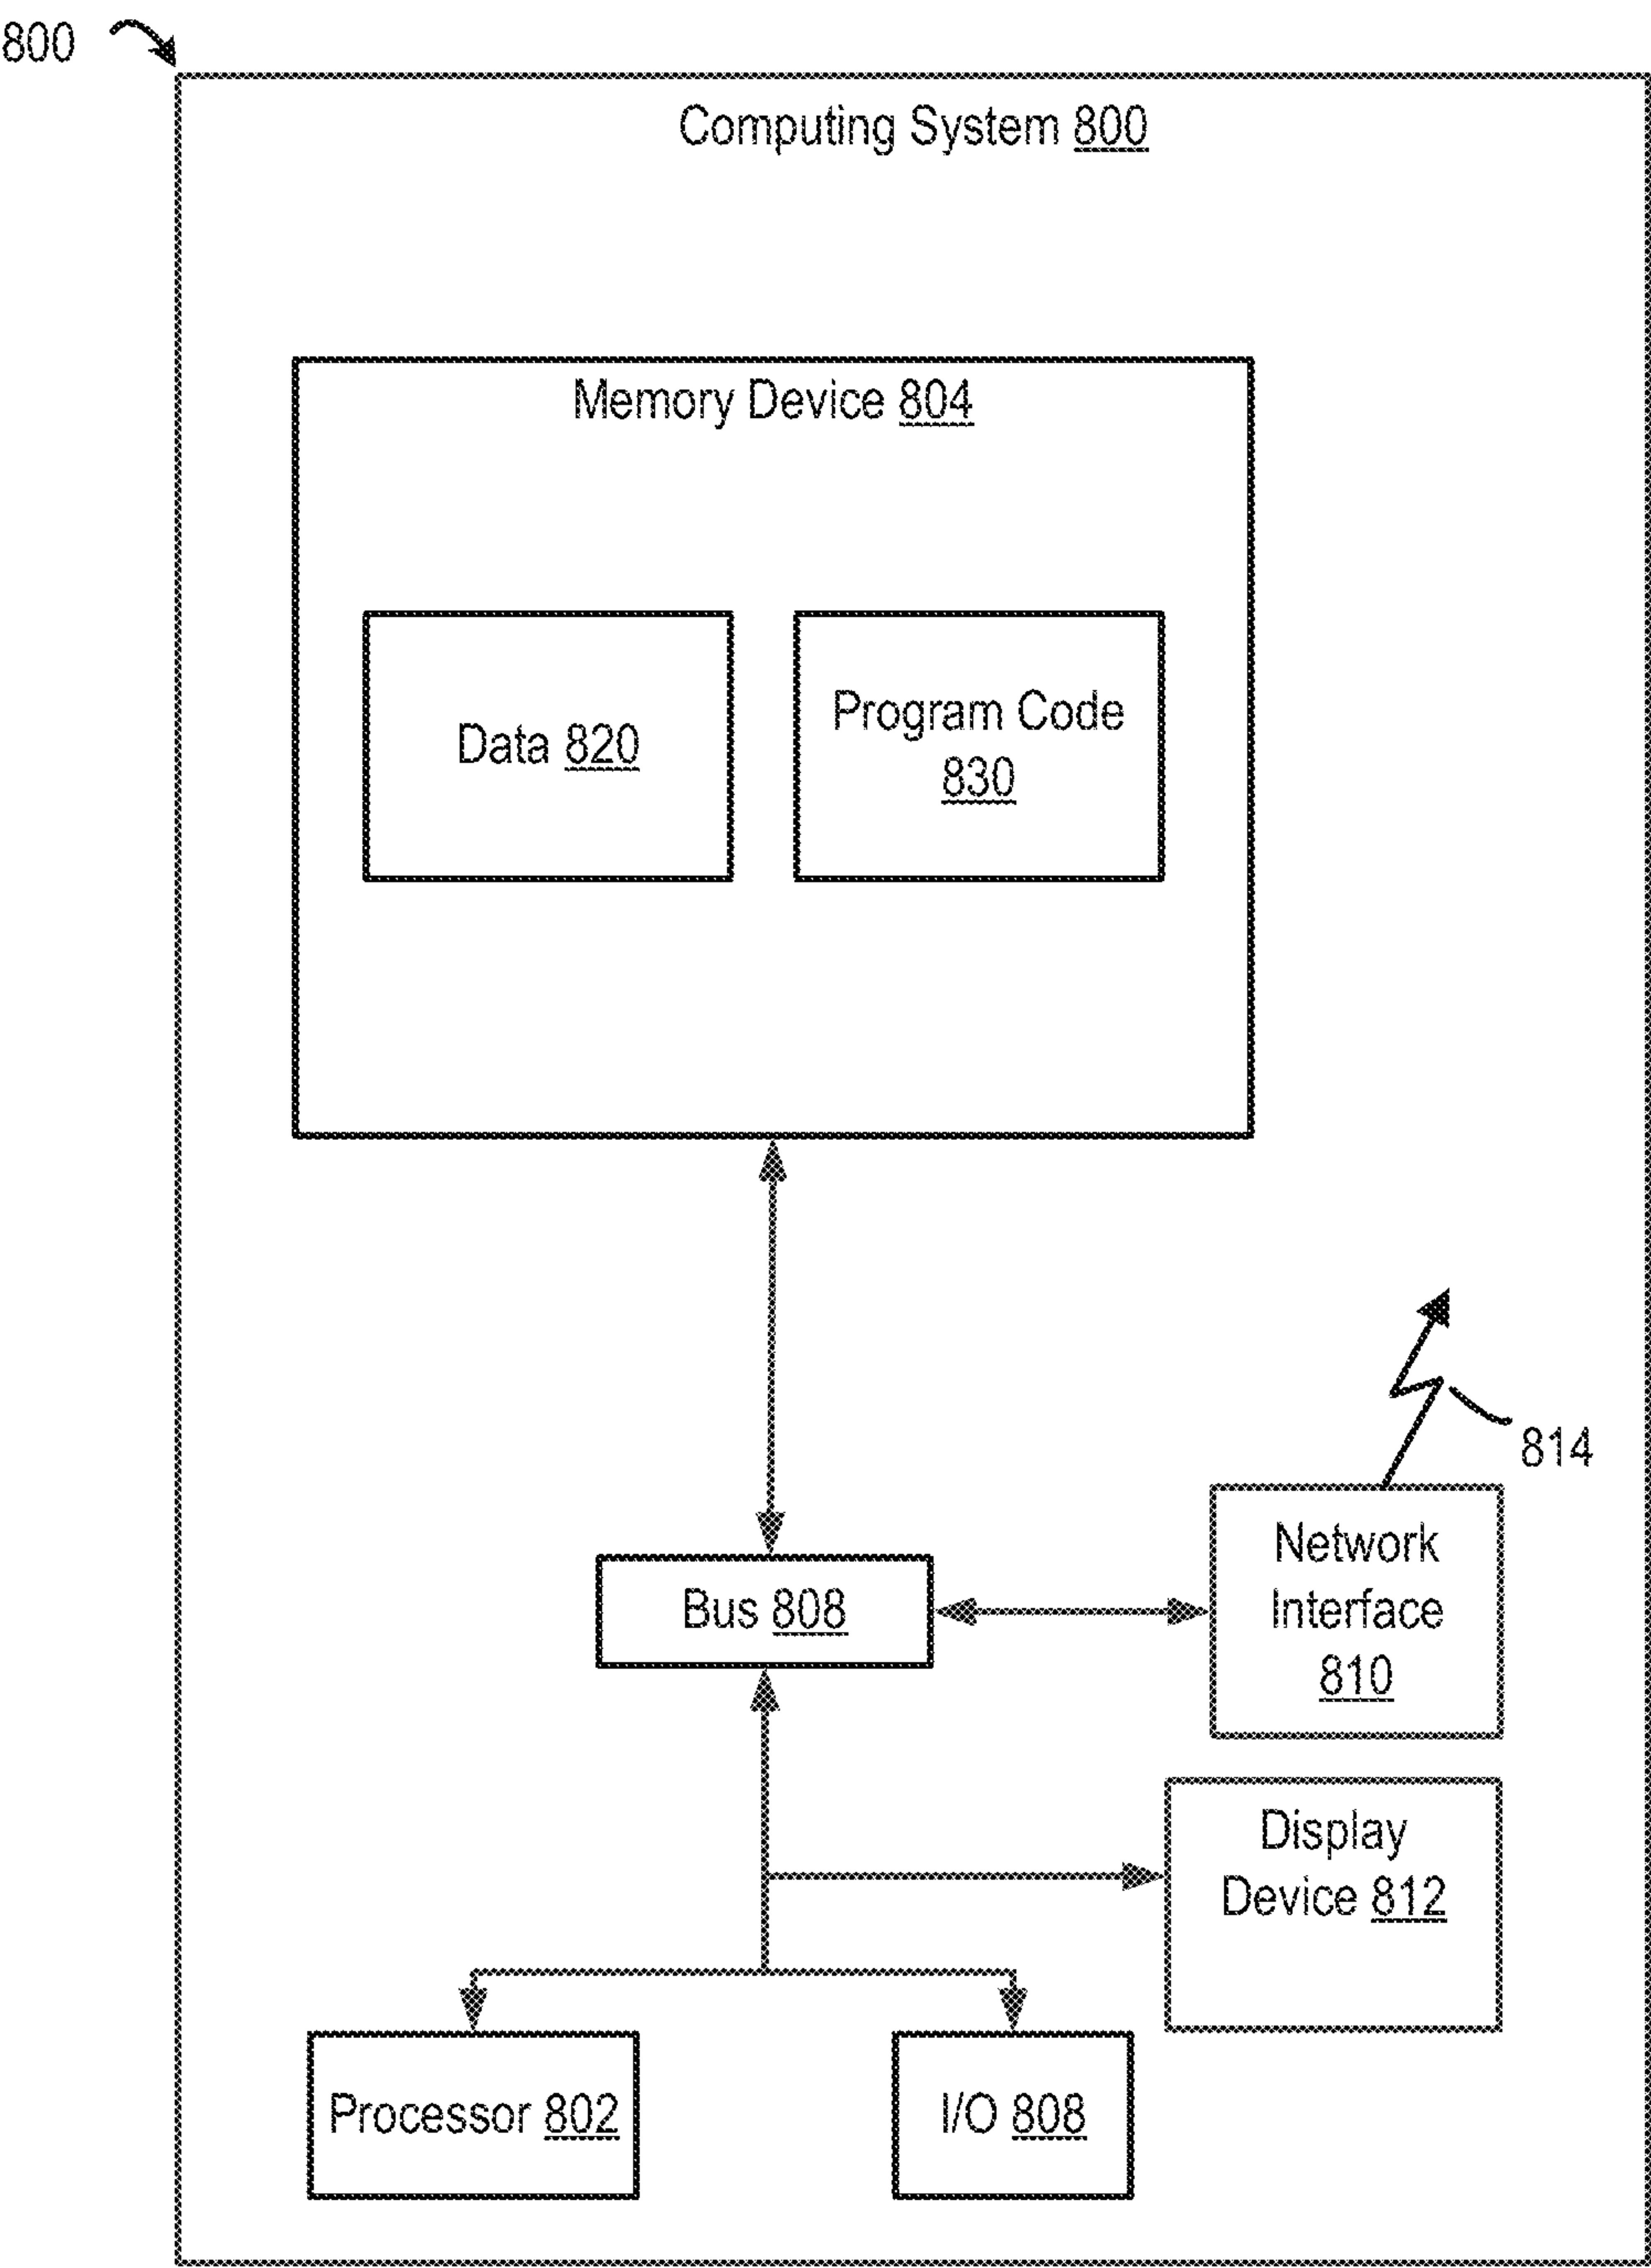 800
Computing System 800
Memory Device 804
Data 820
Program Code
830
814
Bus 808
Network
Interface
810
Display
Device 812
Processor 802
I/O 808